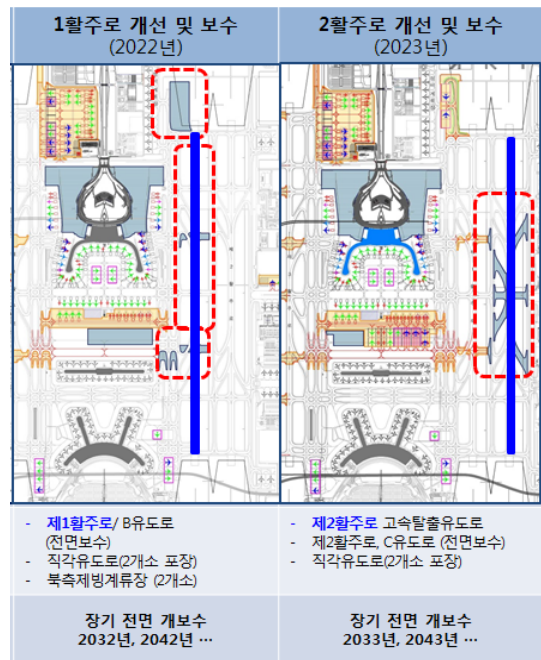 1활주로 개선 및 보수
(2022년)
2활주로 개선 및 보수
(2023년)
- 제1활주로/ B유도로
(전면보수)
- 직각유도로(2개소 포장)
- 북측제빙계류장 (2개소)
- 제2활주로 고속탈출유도로
- 제2활주로, C유도로 (전면보수)
- 직각유도로(2개소 포장)
장기 전면 개보수
2032년, 2042년 …
장기 전면 개보수
2033년, 2043년 …